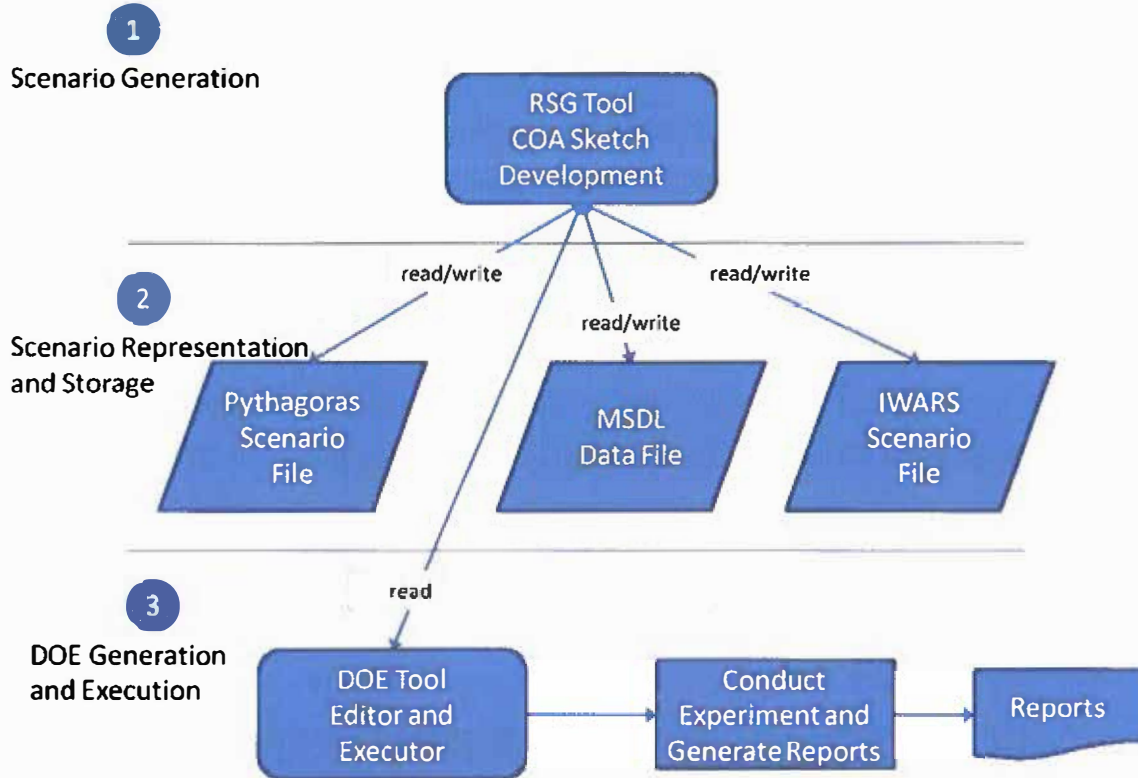 1
Scenario Generation
RSG Tool
COA Sketch
Development
read/write
read/write
read/write
2
Scenario Representation
and Storage
Pythagoras
Scenario
File
MSDL
Data File
IWARS
Scenario
File
read
3
DOE Generation
and Execution
DOE Tool
Editor and
Executor
Conduct
Experiment and
Generate Reports
Reports